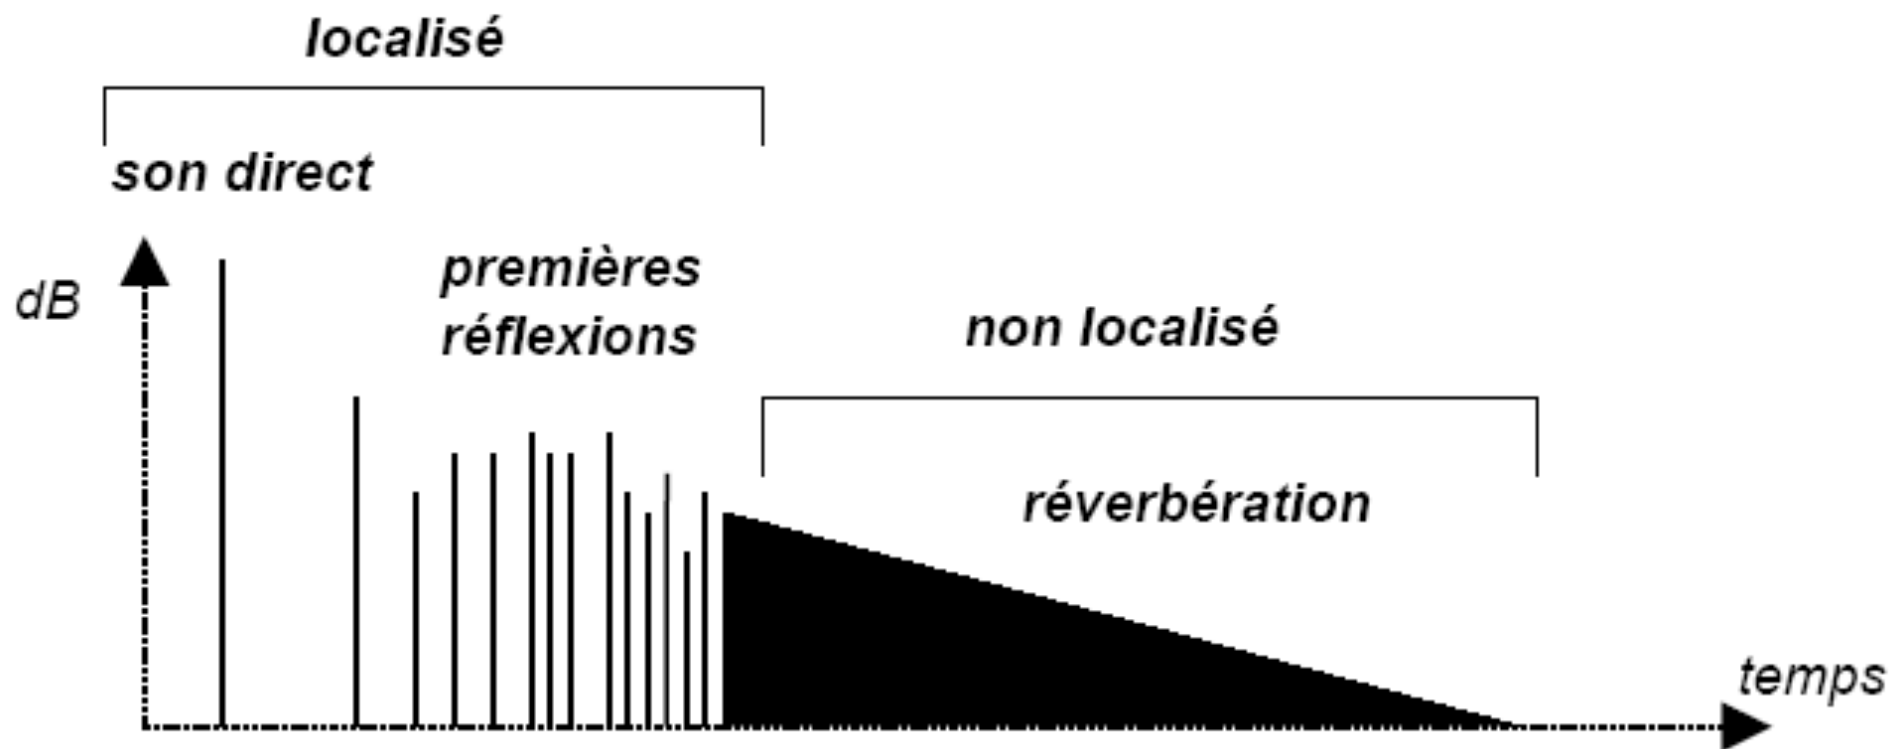 localisé
son direct
dB
premières
réflexions
non localisé
réverbération
temps